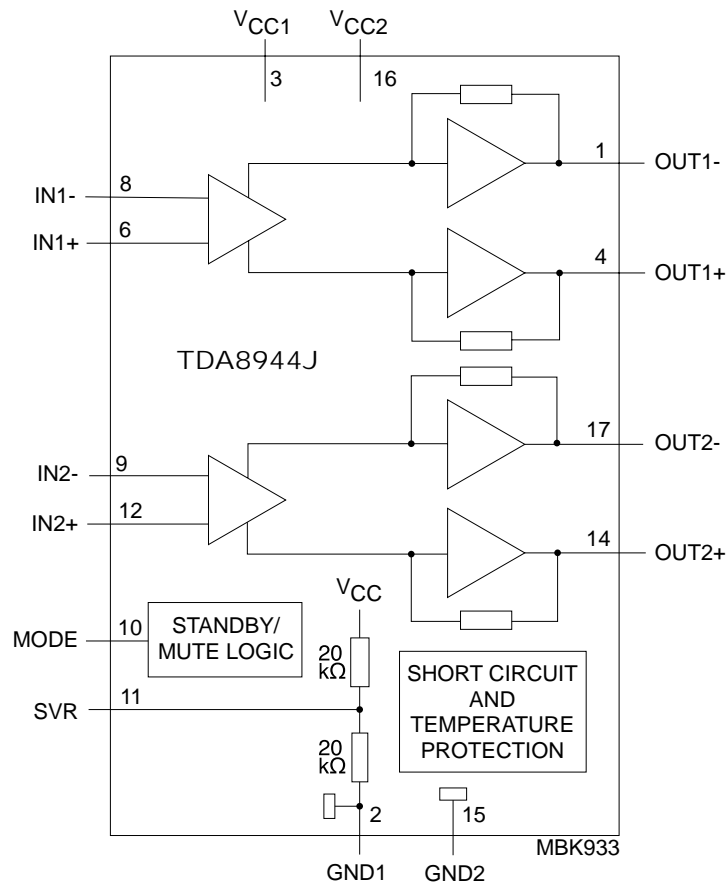 VCC1
VCC2
3
16
1
OUT1-
8
IN1-
6
IN1+
4
OUT1+
TDA8944J
17
OUT2-
9
IN2-
12
IN2+
14
OUT2+
VCC
10
MODE
STANDBY/
MUTE LOGIC
20
kΩ
SHORT CIRCUIT
AND
TEMPERATURE
PROTECTION
11
SVR
20
kΩ
2
15
MBK933
GND1
GND2